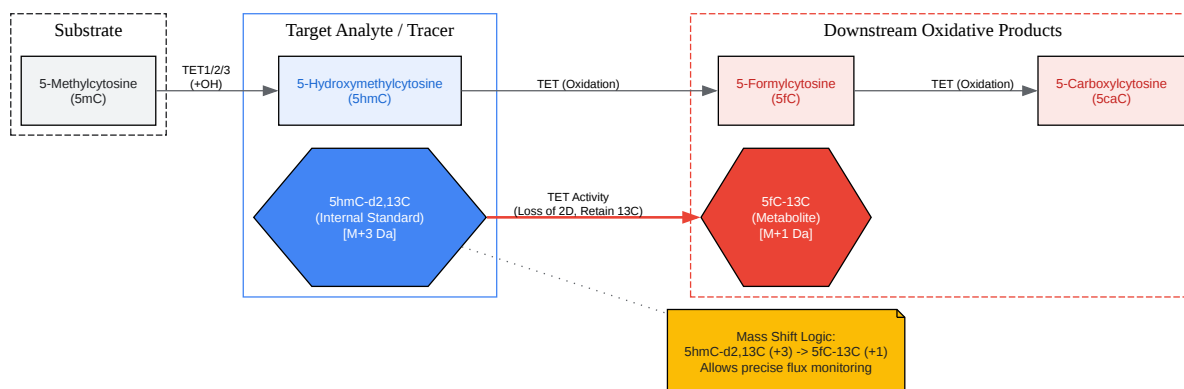 Substrate
Target Analyte / Tracer
Downstream Oxidative Products
5-Methylcytosine
(5mC)
TET1/2/3
(+OH)
5-Hydroxymethylcytosine
(5hmC)
TET (Oxidation)
5-Formylcytosine
(5fC)
TET (Oxidation)
5-Carboxylcytosine
(5caC)
5hmC-d2,13C
(Internal Standard)
[M+3 Da]
TET Activity
(Loss of 2D, Retain 13C)
5fC-13C
(Metabolite)
[M+1 Da]
Mass Shift Logic:
5hmC-d2,13C (+3) -> 5fC-13C (+1)
Allows precise flux monitoring